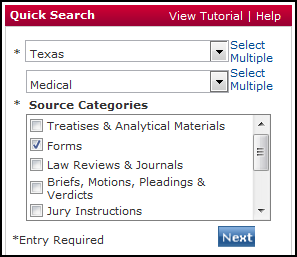 Quick Search View Tutorial | Help
* Texas Select
Multiple
Medical Select
Multiple
* Source Categories
Treatises & Analytical Materials
Forms
Law Reviews & Journals
Briefs, Motions, Pleadings &
Verdicts
Jury Instructions
*Entry Required Next